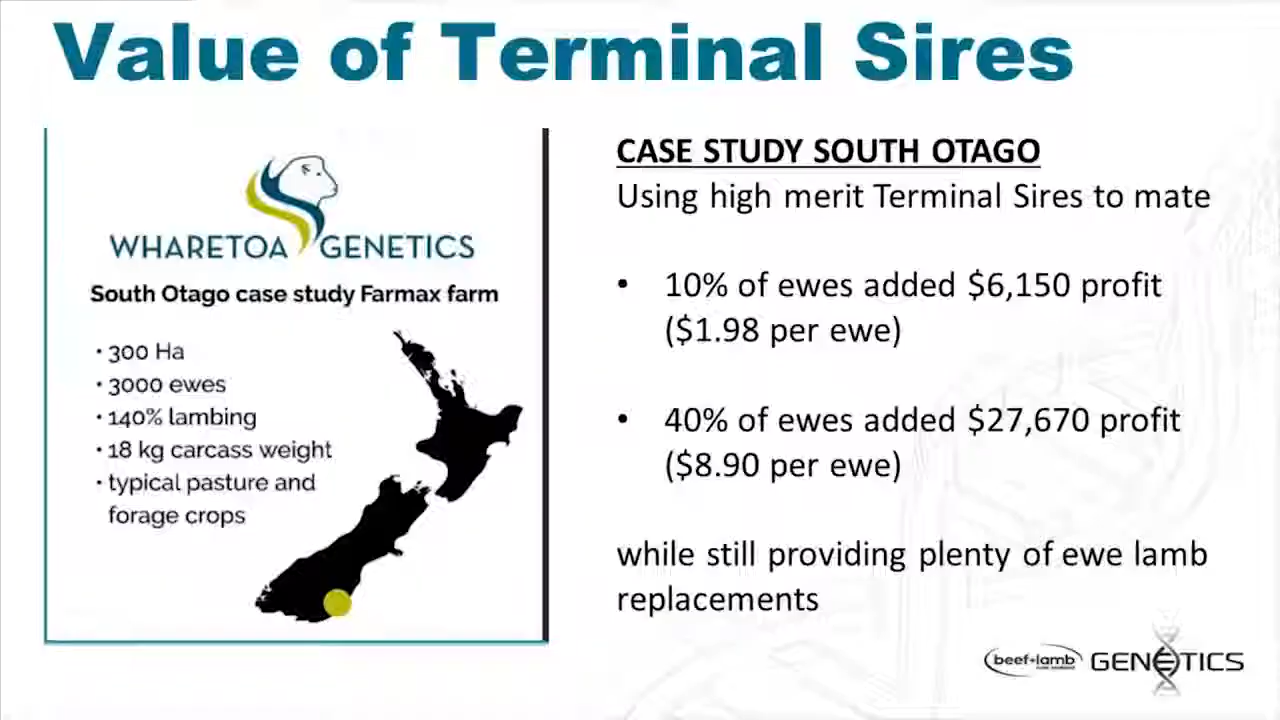 Value of Terminal Sires
WHARETOA GENETICS
South Otago case study Farmax farm
• 300 Ha
• 3000 ewes
• 140% lambing
• 18 kg carcass weight
• typical pasture and
forage crops
CASE STUDY SOUTH OTAGO
Using high merit Terminal Sires to mate
• 10% of ewes added $6,150 profit
($1.98 per ewe)
• 40% of ewes added $27,670 profit
($8.90 per ewe)
while still providing plenty of ewe lamb
replacements
beef+lamb GENETICS